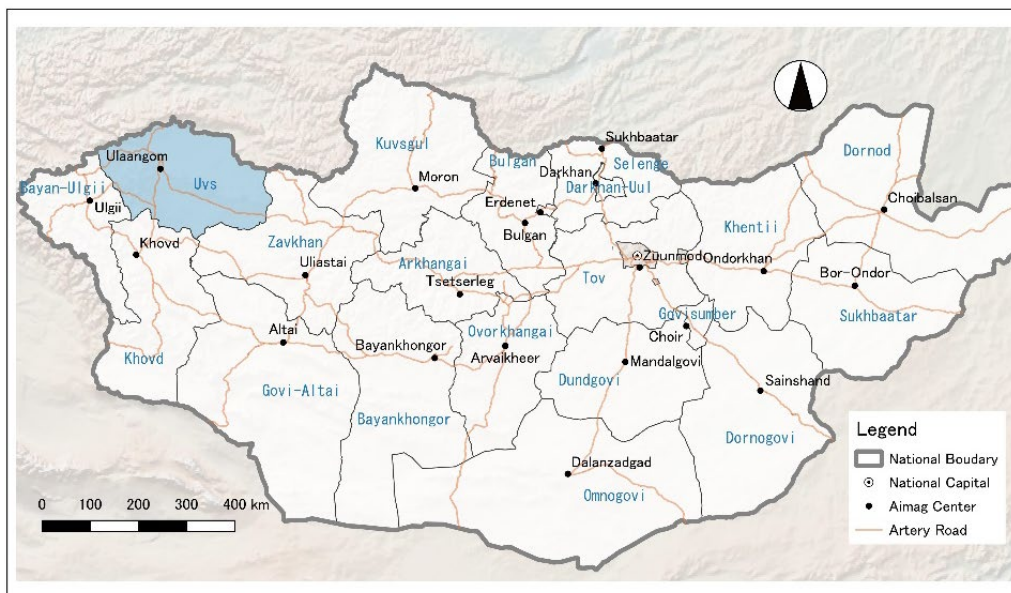 Sukhbaatar
Kuvsgul
Bulgan
Selenge
Dornod
Ulaangom
Darkhan
Uvs
Moron
Darkhan-Uul
Bayan-Ulgii
Ulgii
Erdenet
Choibalsan
Bulgan
Khentii
Khovd
Zavkhan
Arkhangai
Zuunmod
Ondorkhan
Uliastai
Tov
Bor-Ondor
Tsetserleg
Govisumber
Sukhbaatar
Altai
Ovorkhangai
Choir
Bayankhongor
Arvaikheer
Khovd
Mandalgovi
Dundgovi
Sainshand
Govi-Altai
Bayankhongor
Dornogovi
Legend
National Boudary
Dalanzadgad
National Capital
Omnogovi
0 100 200 300 400 km
Aimag Center
Artery Road